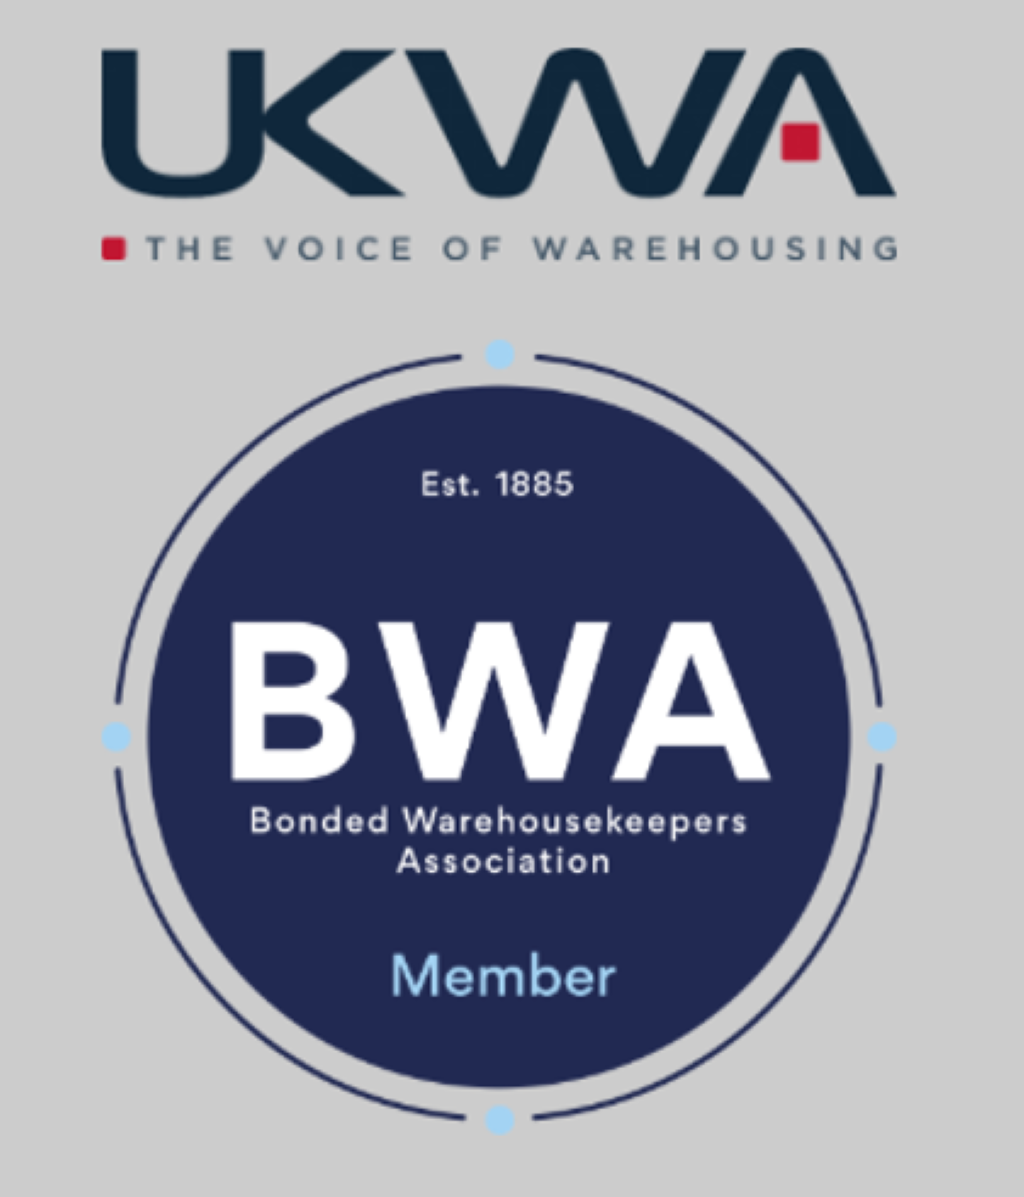 UKWA
THE VOICE OF WAREHOUSING
Est. 1885
BWA
Bonded Warehousekeepers
Association
Member